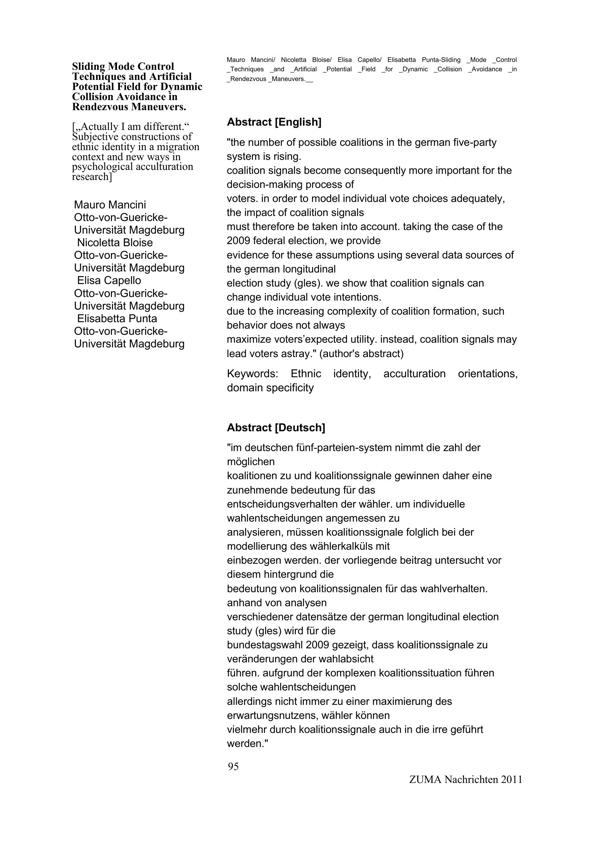 Sliding Mode Control
Techniques and Artificial
Potential Field for Dynamic
Collision Avoidance in
Rendezvous Maneuvers.
[„Actually I am different.“
Subjective constructions of
ethnic identity in a migration
context and new ways in
psychological acculturation
research]
Mauro Mancini
Otto-von-Guericke-
Universität Magdeburg
Nicoletta Bloise
Otto-von-Guericke-
Universität Magdeburg
Elisa Capello
Otto-von-Guericke-
Universität Magdeburg
Elisabetta Punta
Otto-von-Guericke-
Universität Magdeburg
Mauro Mancini/ Nicoletta Bloise/ Elisa Capello/ Elisabetta Punta-Sliding _Mode _Control
_Techniques _and _Artificial _Potential _Field _for _Dynamic _Collision _Avoidance _in
_Rendezvous _Maneuvers.__
Abstract [English]
"the number of possible coalitions in the german five-party
system is rising.
coalition signals become consequently more important for the
decision-making process of
voters. in order to model individual vote choices adequately,
the impact of coalition signals
must therefore be taken into account. taking the case of the
2009 federal election, we provide
evidence for these assumptions using several data sources of
the german longitudinal
election study (gles). we show that coalition signals can
change individual vote intentions.
due to the increasing complexity of coalition formation, such
behavior does not always
maximize voters'expected utility. instead, coalition signals may
lead voters astray." (author's abstract)
Keywords: Ethnic identity, acculturation orientations,
domain specificity
Abstract [Deutsch]
"im deutschen fünf-parteien-system nimmt die zahl der
möglichen
koalitionen zu und koalitionssignale gewinnen daher eine
zunehmende bedeutung für das
entscheidungsverhalten der wähler. um individuelle
wahlentscheidungen angemessen zu
analysieren, müssen koalitionssignale folglich bei der
modellierung des wählerkalküls mit
einbezogen werden. der vorliegende beitrag untersucht vor
diesem hintergrund die
bedeutung von koalitionssignalen für das wahlverhalten.
anhand von analysen
verschiedener datensätze der german longitudinal election
study (gles) wird für die
bundestagswahl 2009 gezeigt, dass koalitionssignale zu
veränderungen der wahlabsicht
führen. aufgrund der komplexen koalitionssituation führen
solche wahlentscheidungen
allerdings nicht immer zu einer maximierung des
erwartungsnutzens, wähler können
vielmehr durch koalitionssignale auch in die irre geführt
werden."
95
ZUMA Nachrichten 2011